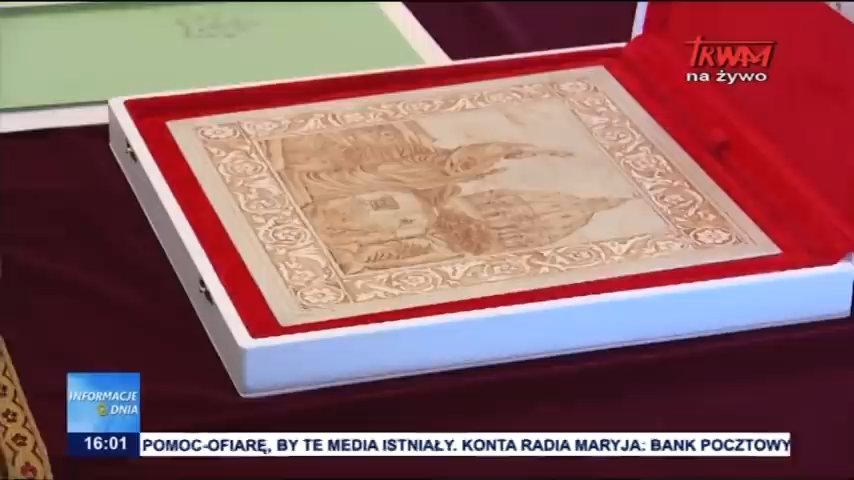 TRWAM
na żywo
INFORMACJE
DNIA
16:01
POMOC-OFIARĘ, BY TE MEDIA ISTNIAŁY. KONTA RADIA MARYJA: BANK POCZTOWY